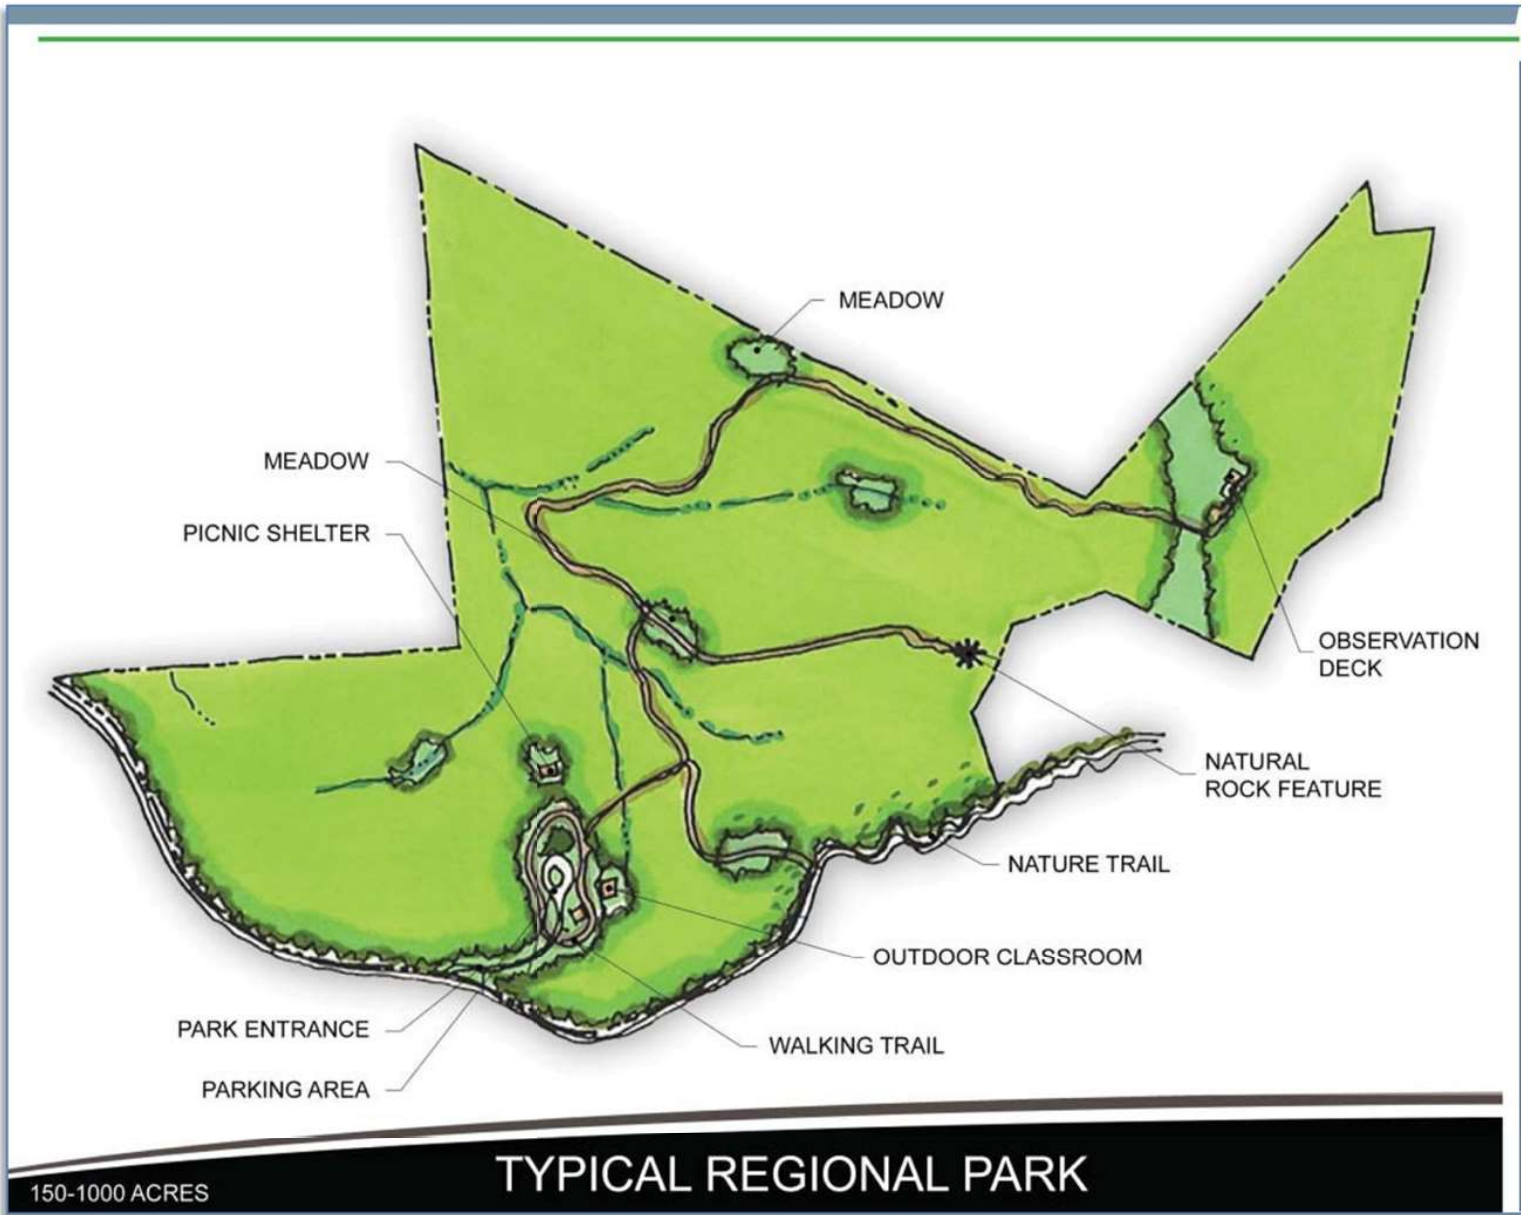 MEADOW
MEADOW
PICNIC SHELTER
OBSERVATION
DECK
NATURAL
ROCK FEATURE
NATURE TRAIL
OUTDOOR CLASSROOM
PARK ENTRANCE
WALKING TRAIL
PARKING AREA
TYPICAL REGIONAL PARK
150-1000 ACRES